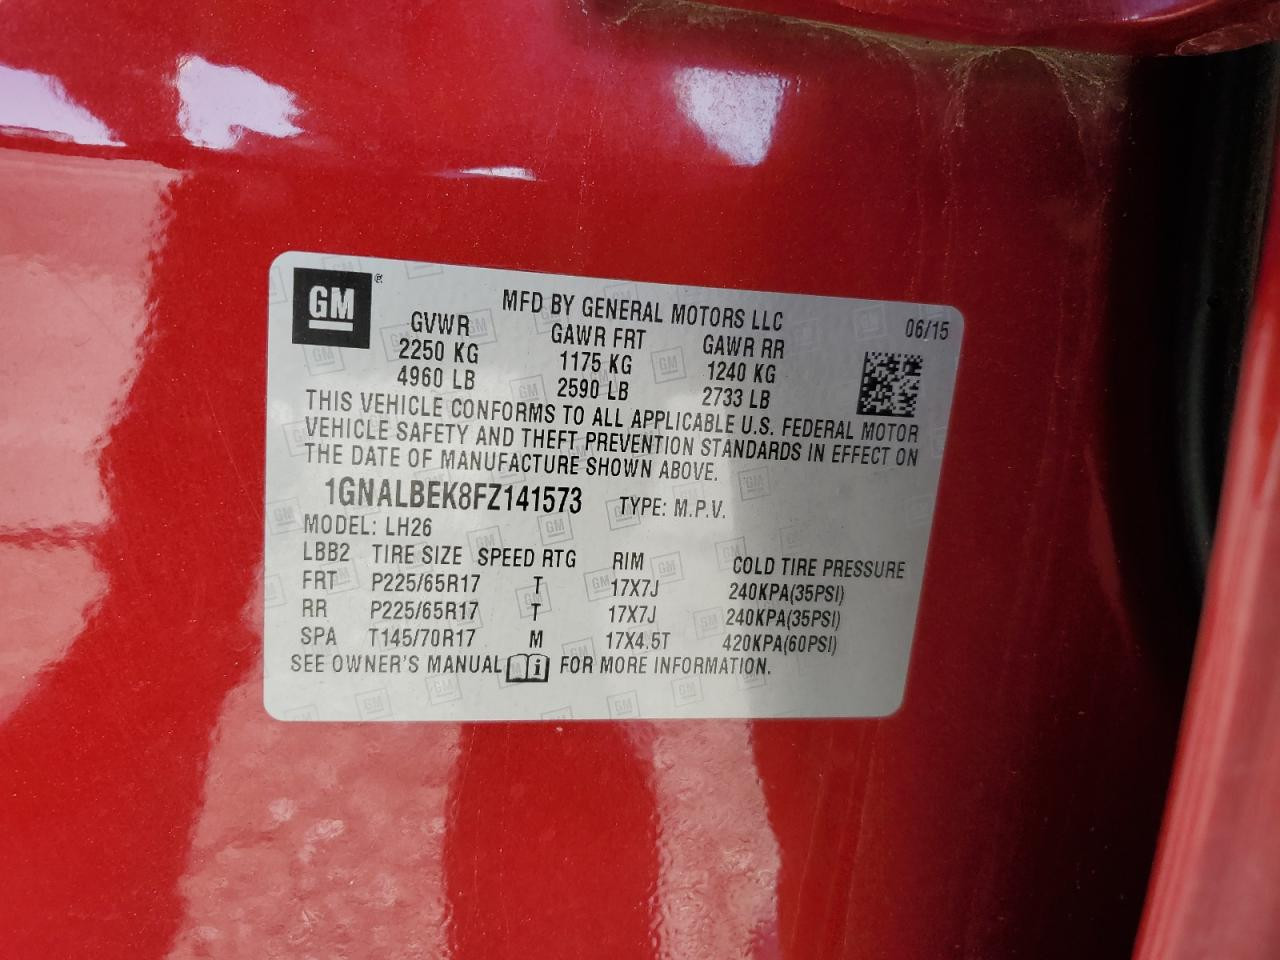 GM ®
MFD BY GENERAL MOTORS LLC
06/15
GVWR GAWR FRT GAWR RR
2250 KG 1175 KG 1240 KG
4960 LB 2590 LB 2733 LB
THIS VEHICLE CONFORMS TO ALL APPLICABLE U.S. FEDERAL MOTOR
VEHICLE SAFETY AND THEFT PREVENTION STANDARDS IN EFFECT ON
THE DATE OF MANUFACTURE SHOWN ABOVE.
1GNALBEK8FZ141573 TYPE: M.P.V.
MODEL: LH26
LBB2 TIRE SIZE SPEED RTG RIM COLD TIRE PRESSURE
FRT P225/65R17 T 17X7J 240KPA(35PSI)
RR P225/65R17 T 17X7J 240KPA(35PSI)
SPA T145/70R17 M 17X4.5T 420KPA(60PSI)
SEE OWNER'S MANUAL i FOR MORE INFORMATION.